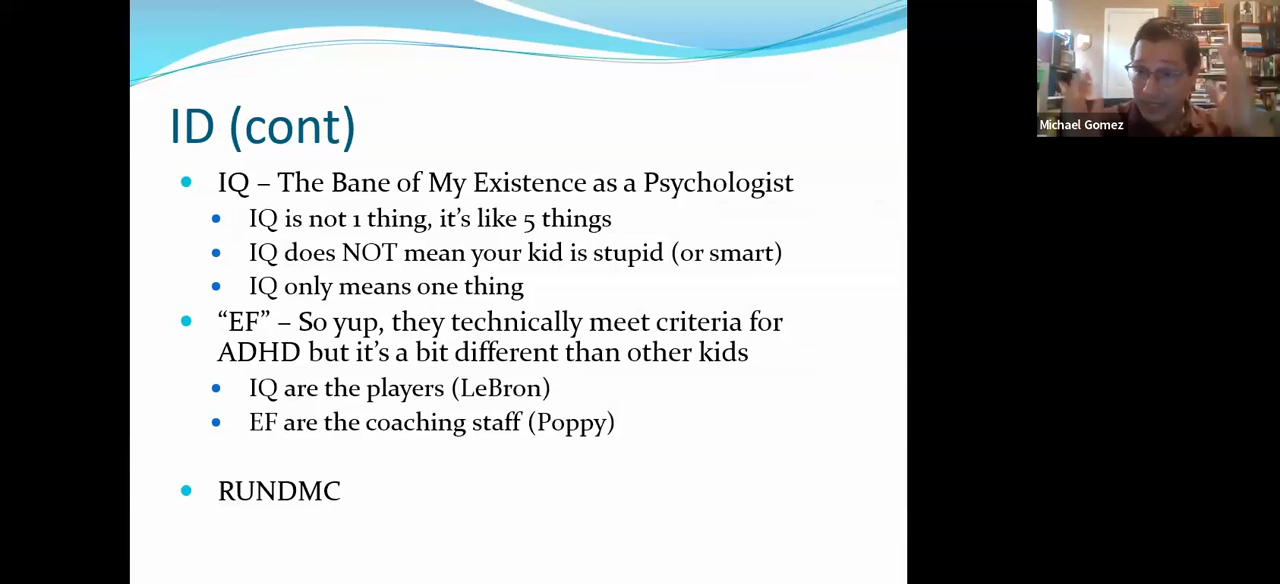 ID (cont)
IQ – The Bane of My Existence as a Psychologist
IQ is not 1 thing, it's like 5 things
IQ does NOT mean your kid is stupid (or smart)
IQ only means one thing
“EF” – So yup, they technically meet criteria for
ADHD but it's a bit different than other kids
IQ are the players (LeBron)
EF are the coaching staff (Poppy)
RUNDMC
Michael Gomez